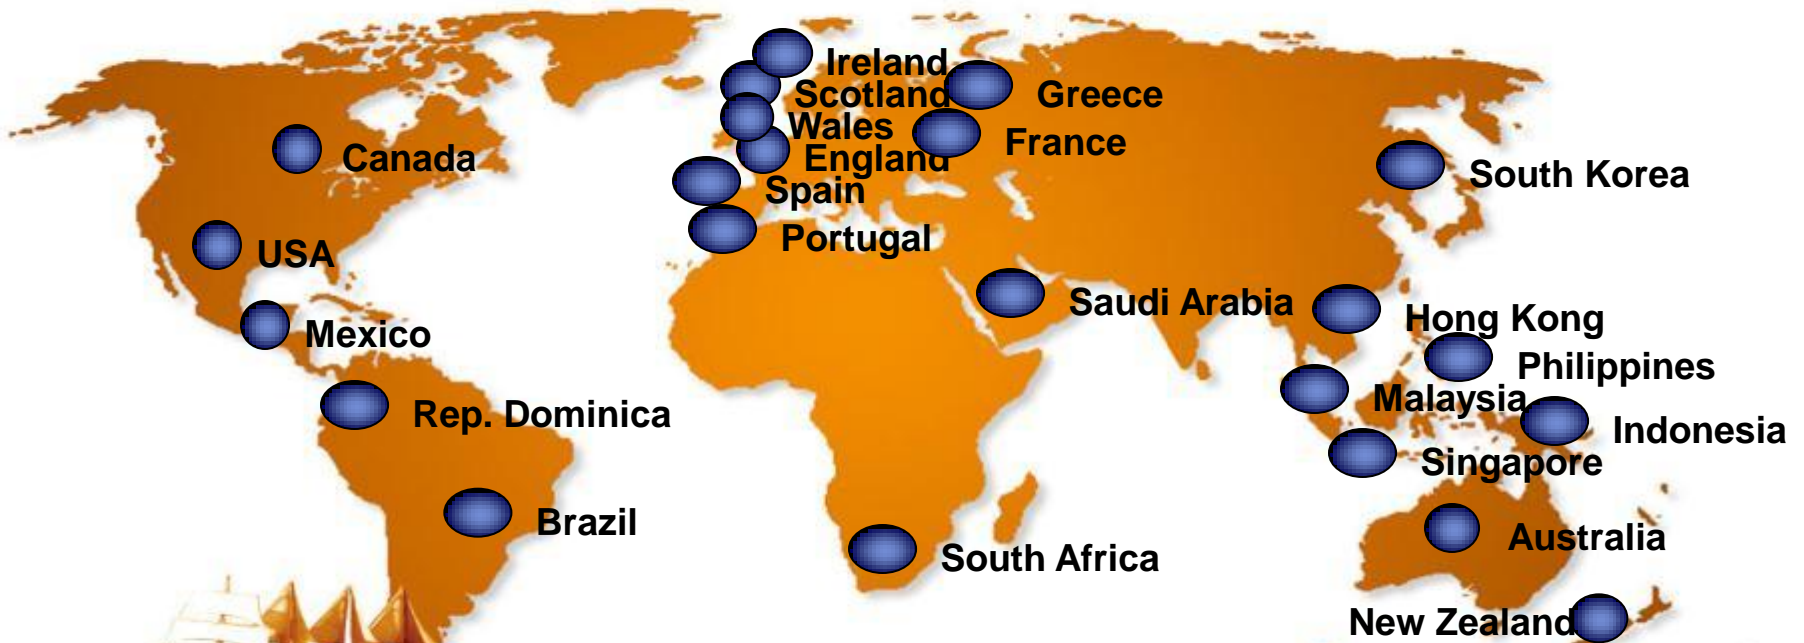 Ireland
Scotland
Greece
Wales
France
Canada
England
South Korea
Spain
Portugal
USA
Saudi Arabia
Hong Kong
Mexico
Philippines
Malaysia
Rep. Dominica
Indonesia
Singapore
Brazil
Australia
South Africa
New Zealand